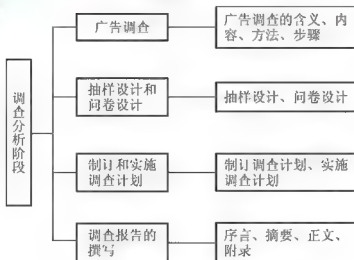 广告调查
广告调查的含义、内
容、方法、步骤
调查分析阶段
抽样设计和
问卷设计
抽样设计、问卷设计
制订和实施
调查计划
制订调查计划、实施
调查计划
调查报告的
撰写
序言、摘要、正文、
附录